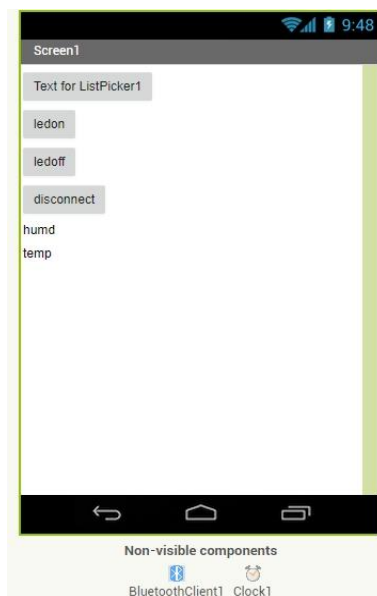 9:48
Screen1
Text for ListPicker1
ledon
ledoff
disconnect
humd
temp
Non-visible components
BluetoothClient1 Clock1